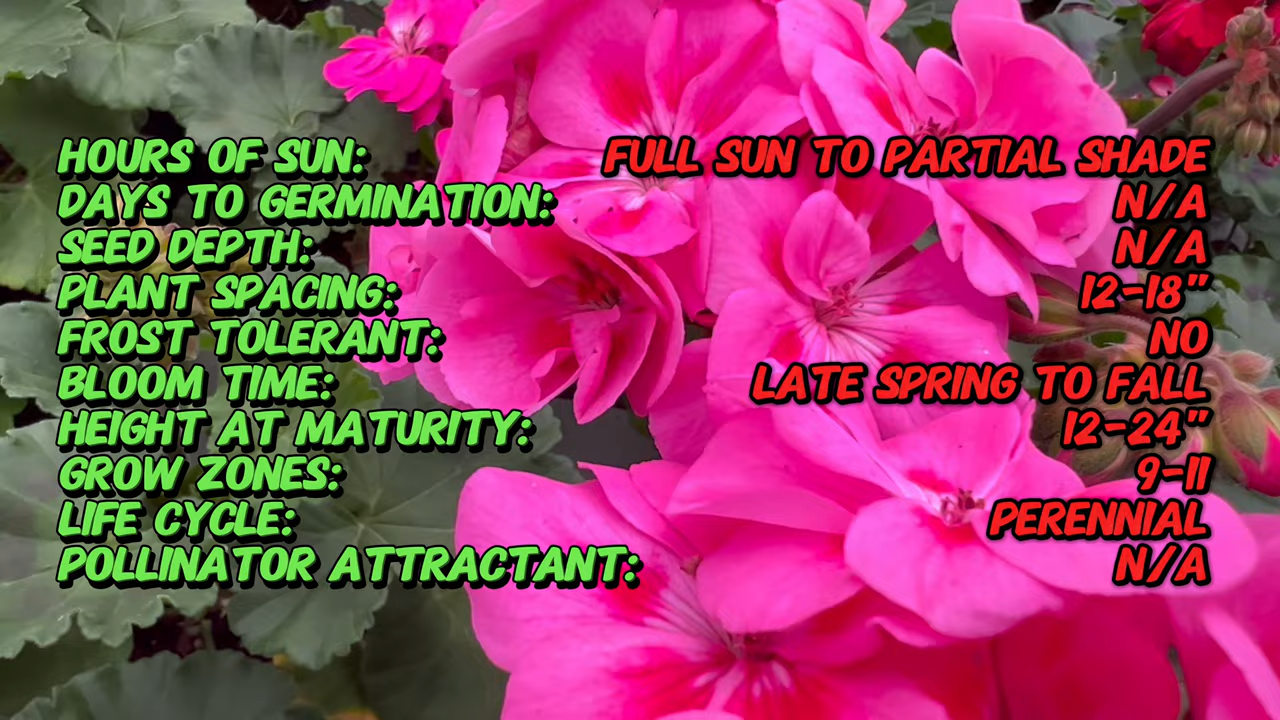 HOURS OF SUN: FULL SUN TO PARTIAL SHADE
DAYS TO GERMINATION: N/A
SEED DEPTH: N/A
PLANT SPACING: 12-18"
FROST TOLERANT: NO
BLOOM TIME: LATE SPRING TO FALL
HEIGHT AT MATURITY: 12-24"
GROW ZONES: 9-11
LIFE CYCLE: PERENNIAL
POLLINATOR ATTRACTANT: N/A